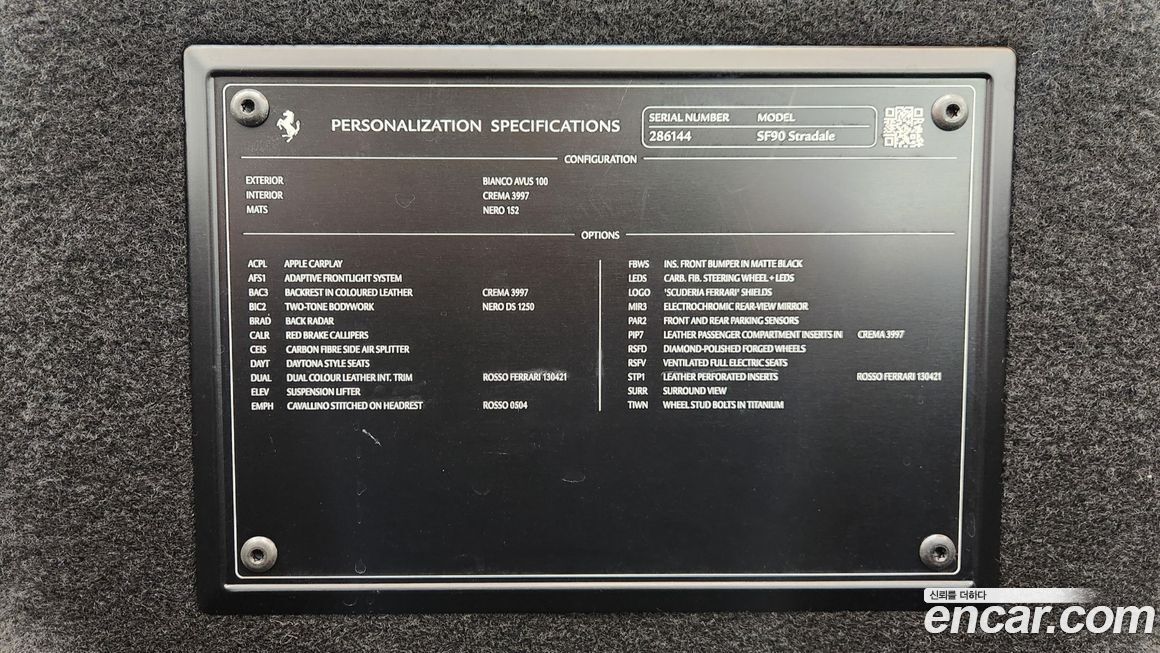 PERSONALIZATION SPECIFICATIONS
SERIAL NUMBER MODEL
286144 SF90 Stradale
CONFIGURATION
EXTERIOR BIANCO AVUS 100
INTERIOR CREMA 3997
MATS NERO 152
OPTIONS
ACPL APPLE CARPLAY
AFS1 ADAPTIVE FRONTLIGHT SYSTEM
BAC3 BACKREST IN COLOURED LEATHER CREMA 3997
BIC2 TWO-TONE BODYWORK NERO DS 1250
BRAD BACK RADAR
CALR RED BRAKE CALLIPERS
CEIS CARBON FIBRE SIDE AIR SPLITTER
DAYT DAYTONA STYLE SEATS
DUAL DUAL COLOUR LEATHER INT. TRIM ROSSO FERRARI 130421
ELEV SUSPENSION LIFTER
EMPH CAVALLINO STITCHED ON HEADREST ROSSO 0504
FBWS INS. FRONT BUMPER IN MATTE BLACK
LEDS CARB. FIB. STEERING WHEEL + LEDS
LOGO 'SCUDERIA FERRARI' SHIELDS
MIR3 ELECTROCHROMIC REAR-VIEW MIRROR
PAR2 FRONT AND REAR PARKING SENSORS
PIP7 LEATHER PASSENGER COMPARTMENT INSERTS IN CREMA 3997
RSFD DIAMOND-POLISHED FORGED WHEELS
RSFV VENTILATED FULL ELECTRIC SEATS
STP1 LEATHER PERFORATED INSERTS ROSSO FERRARI 130421
SURR SURROUND VIEW
TIWN WHEEL STUD BOLTS IN TITANIUM
신뢰를 더하다
encar.com